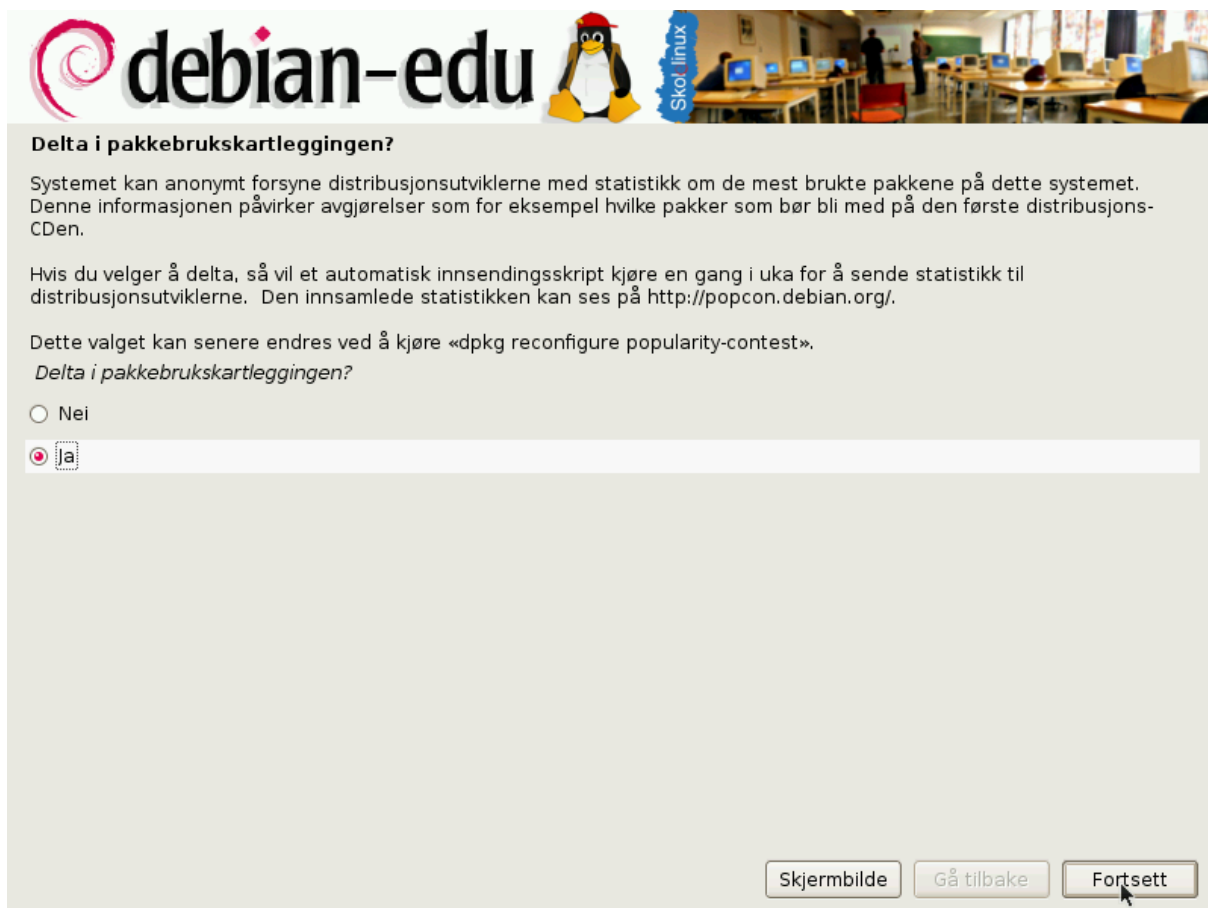 debian-edu
Skolelinux
Delta i pakkebrukskartleggingen?
Systemet kan anonymt forsyne distribusjonsutviklerne med statistikk om de mest brukte pakkene på dette systemet.
Denne informasjonen påvirker avgjørelser som for eksempel hvilke pakker som bør bli med på den første distribusjons-
CDen.
Hvis du velger å delta, så vil et automatisk innsendingsskript kjøre en gang i uka for å sende statistikk til
distribusjonsutviklerne.  Den innsamlede statistikken kan ses på http://popcon.debian.org/.
Dette valget kan senere endres ved å kjøre «dpkg reconfigure popularity-contest».
Delta i pakkebrukskartleggingen?
Nei
Ja
Skjermbilde
Gå tilbake
Fortsett